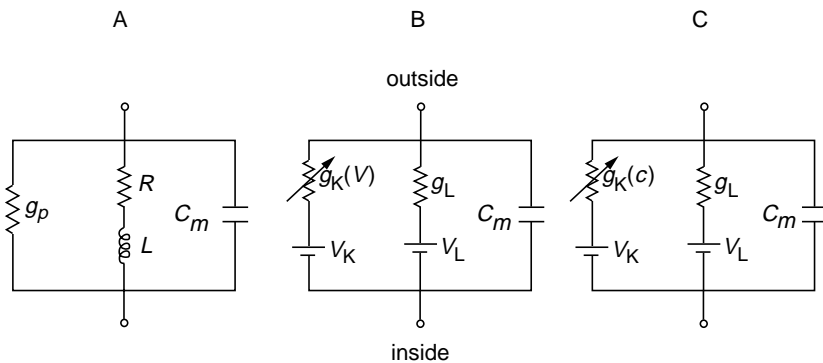 A B C
outside
g_p R L C_m
g_K(V) g_L C_m V_K V_L
g_K(c) g_L C_m V_K V_L
inside